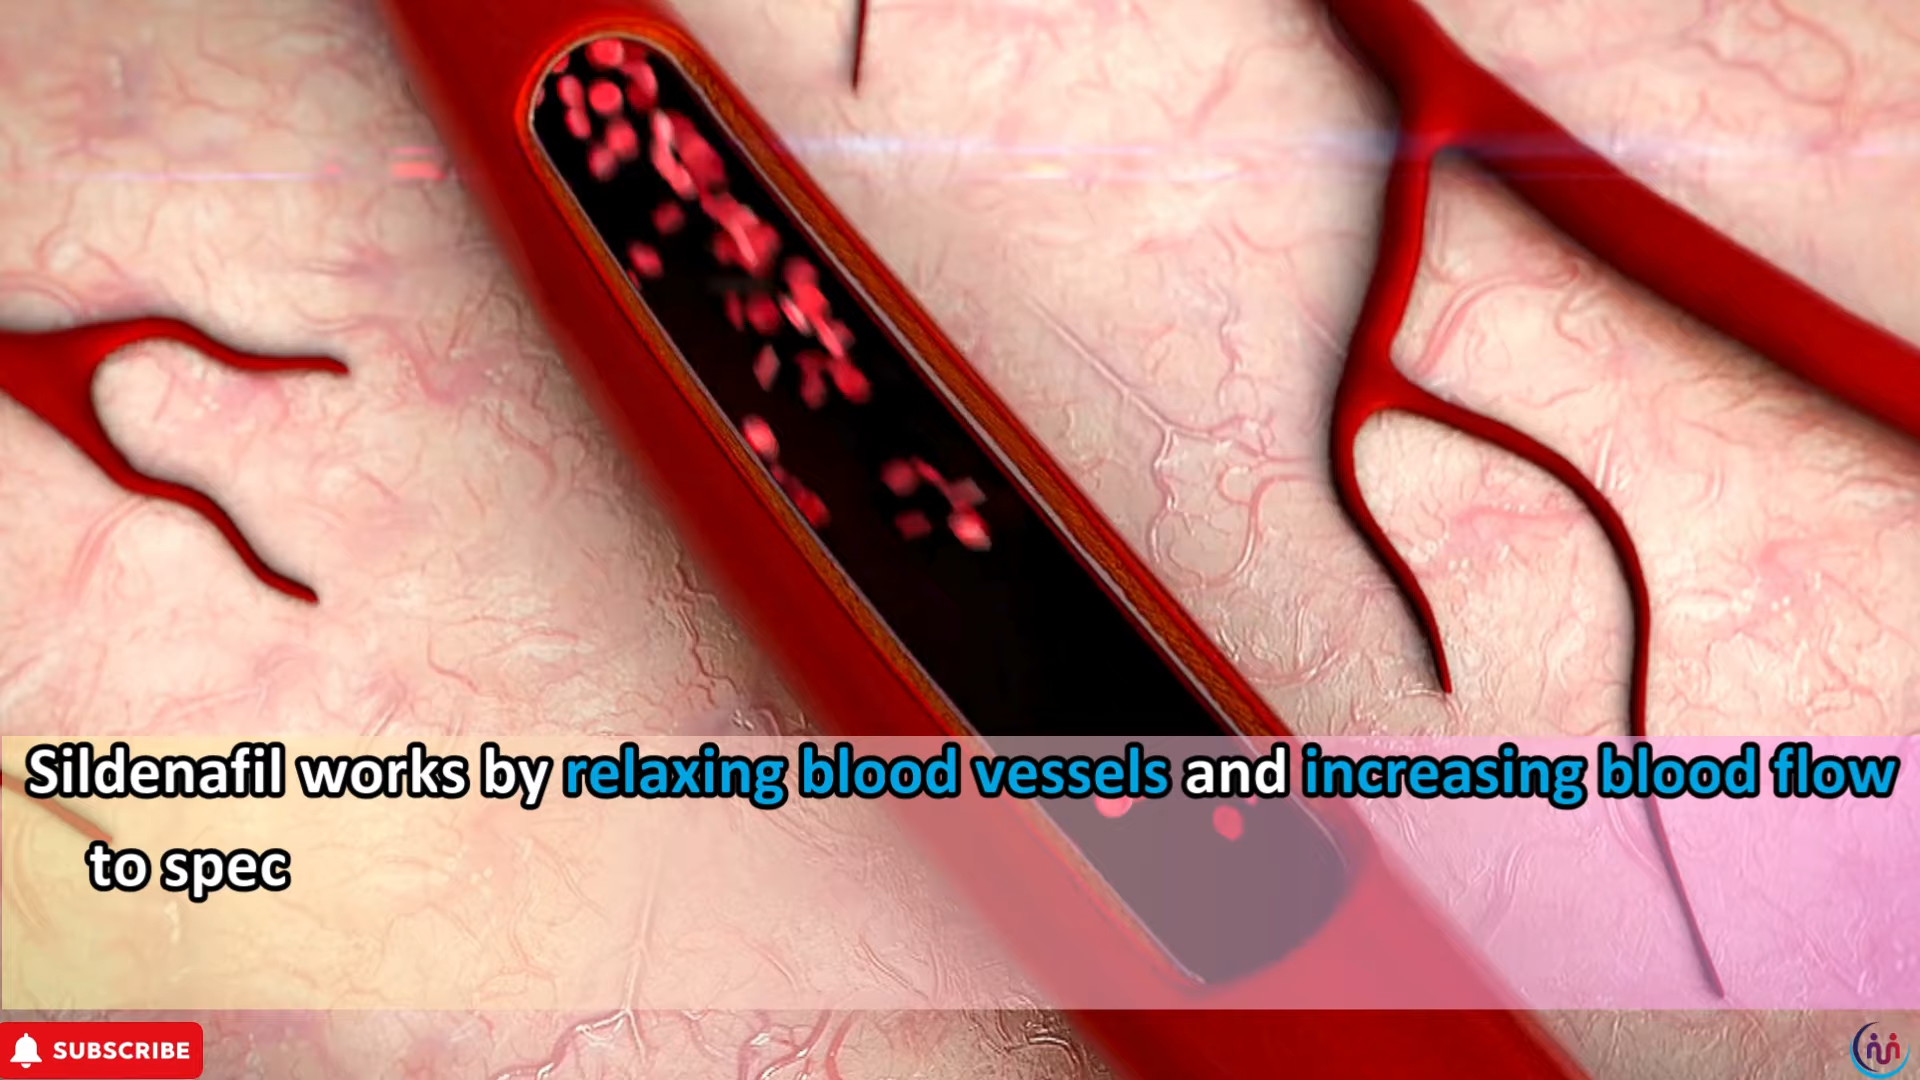 Sildenafil works by relaxing blood vessels and increasing blood flow
to spec
SUBSCRIBE